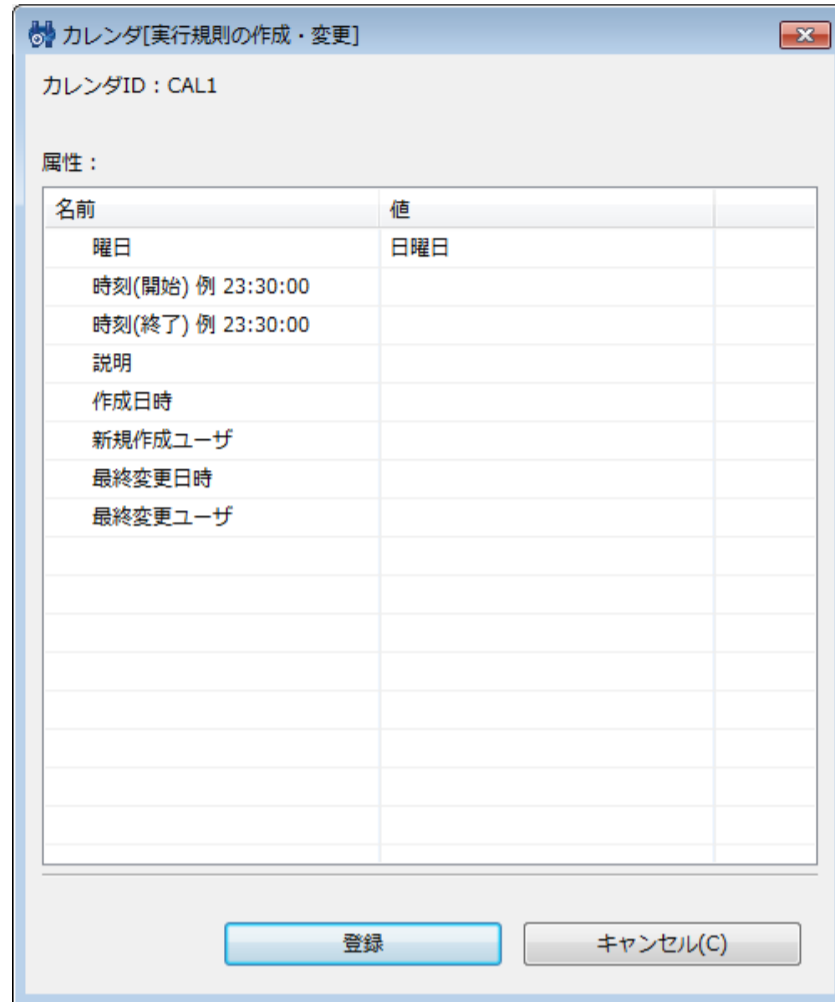 カレンダ[実行規則の作成・変更]
カレンダID：CAL1
属性：
名前 値
曜日 日曜日
時刻(開始) 例 23:30:00
時刻(終了) 例 23:30:00
説明
作成日時
新規作成ユーザ
最終変更日時
最終変更ユーザ
登録 キャンセル(C)